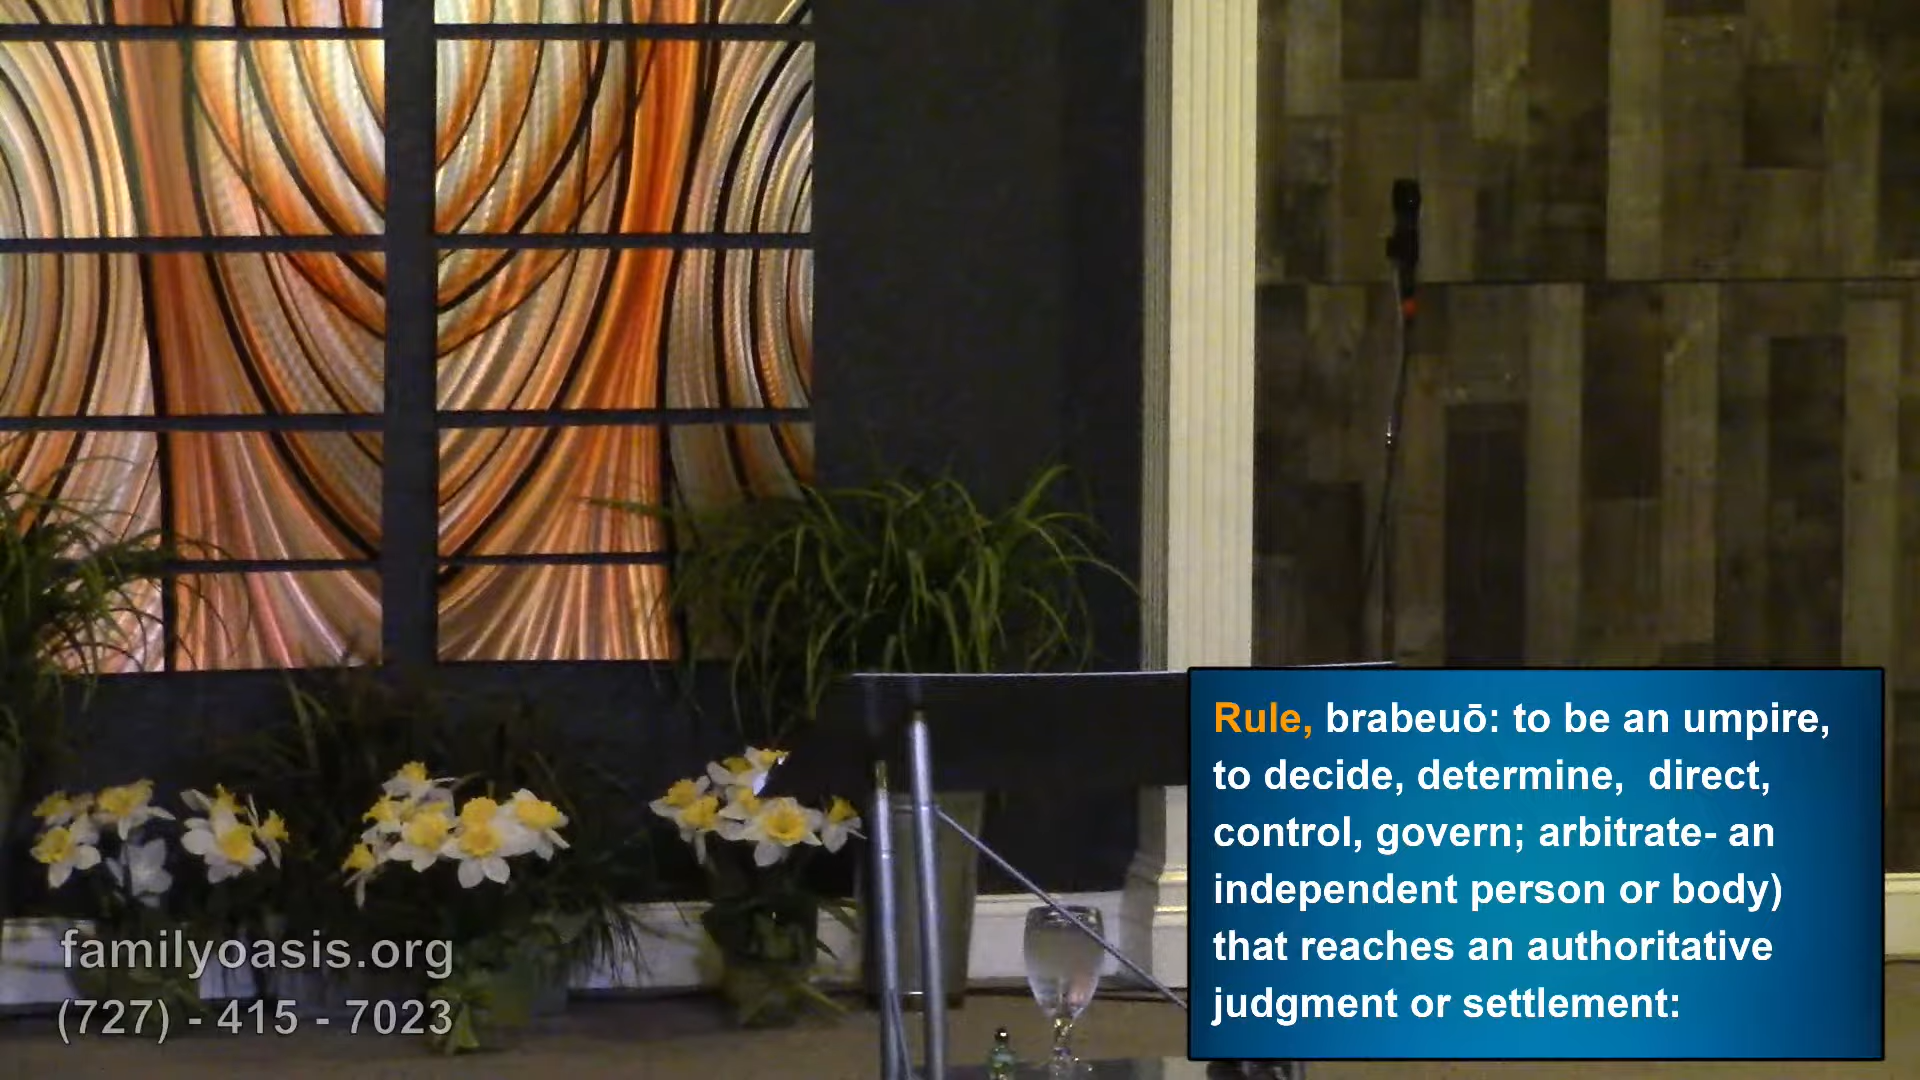 Rule, brabeuō: to be an umpire,
to decide, determine,  direct,
control, govern; arbitrate- an
independent person or body)
that reaches an authoritative
judgment or settlement:
familyoasis.org
(727) - 415 - 7023